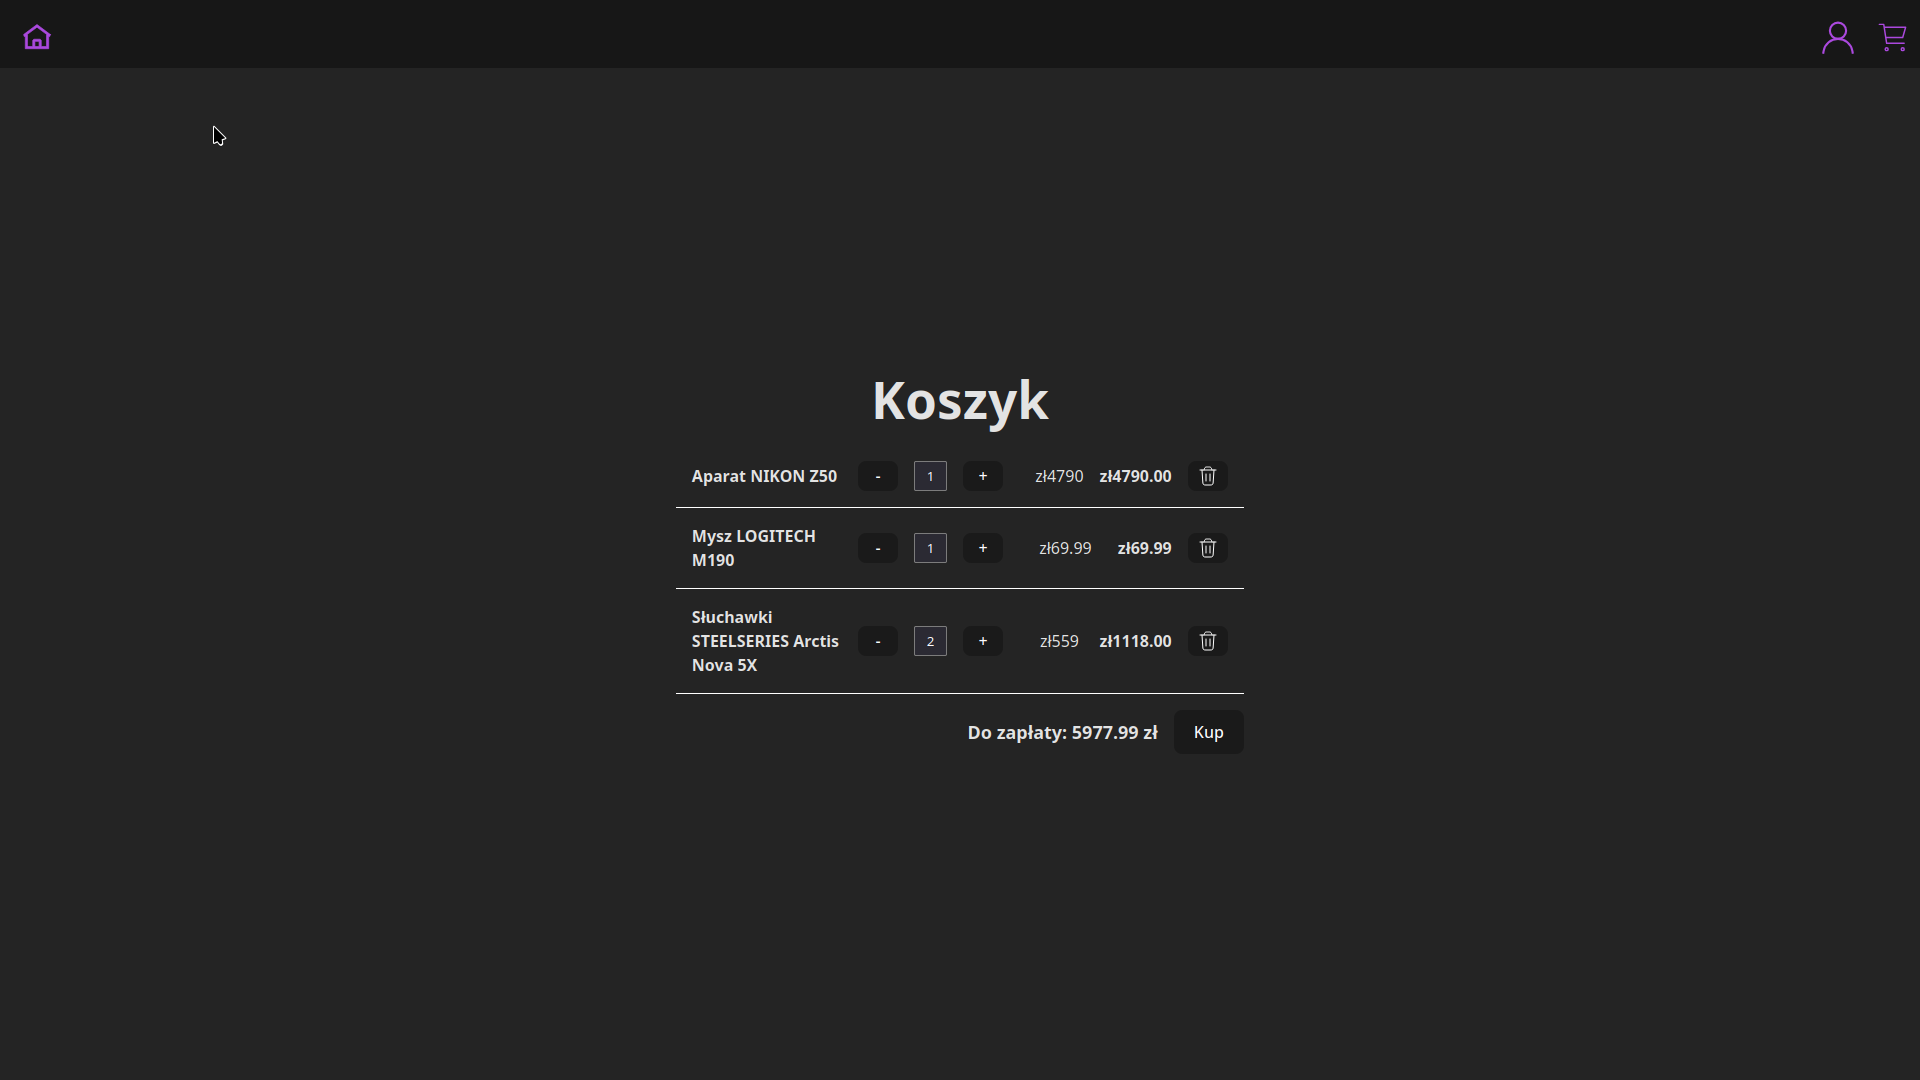 Koszyk
Aparat NIKON Z50 - 1 + zł4790 zł4790.00
Mysz LOGITECH
M190
- 1 + zł69.99 zł69.99
Słuchawki
STEELSERIES Arctis
Nova 5X
- 2 + zł559 zł1118.00
Do zapłaty: 5977.99 zł Kup